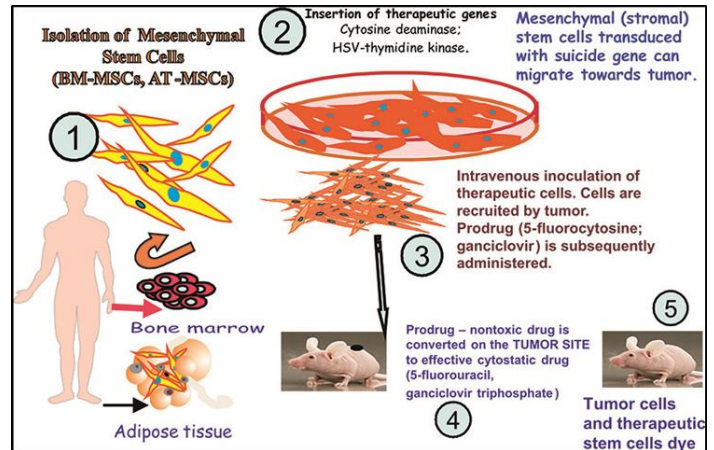 Isolation of Mesenchymal
Stem Cells
(BM-MSCs, AT -MSCs)
1
Bone marrow
Adipose tissue
2
Insertion of therapeutic genes
Cytosine deaminase;
HSV-thymidine kinase.
Mesenchymal (stromal)
stem cells transduced
with suicide gene can
migrate towards tumor.
3
Intravenous inoculation of
therapeutic cells. Cells are
recruited by tumor.
Prodrug (5-fluorocytosine;
ganciclovir) is subsequently
administered.
4
Prodrug – nontoxic drug is
converted on the TUMOR SITE
to effective cytostatic drug
(5-fluorouracil,
ganciclovir triphosphate)
5
Tumor cells
and therapeutic
stem cells dye